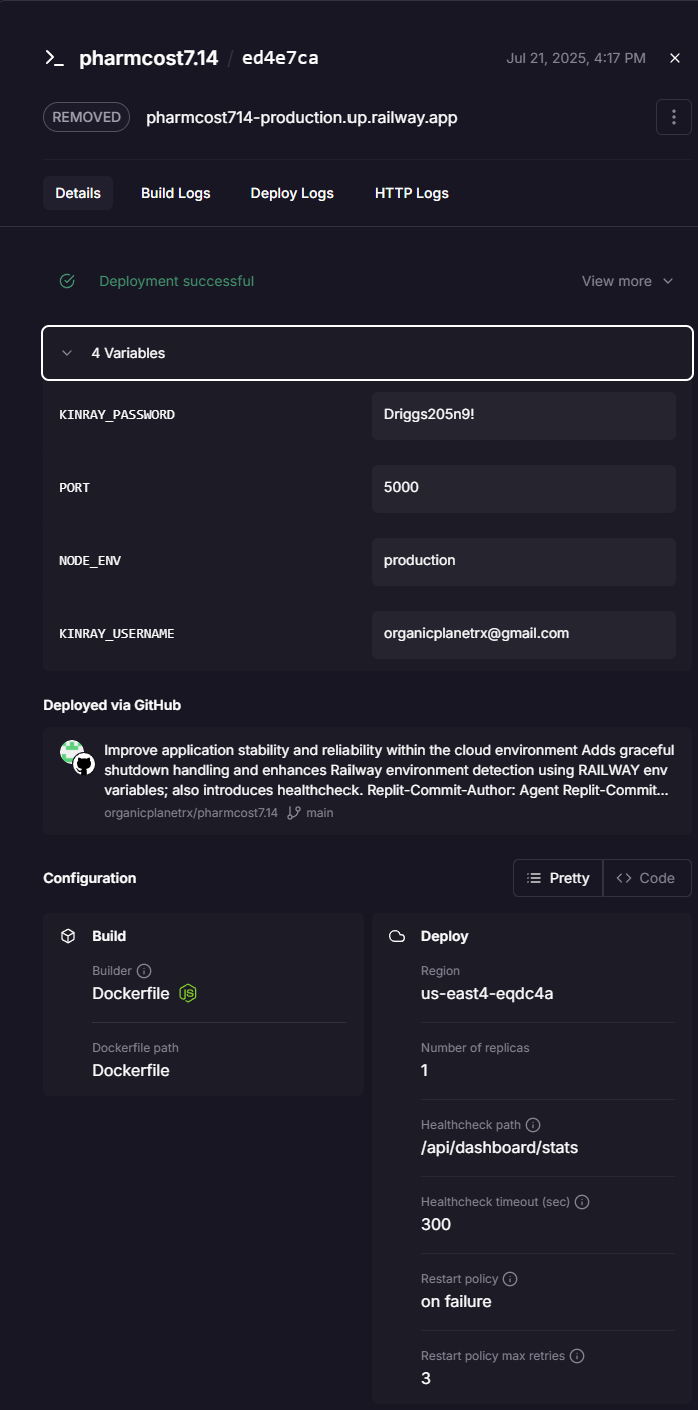 pharmcost7.14 / ed4e7ca
Jul 21, 2025, 4:17 PM
REMOVED
pharmcost714-production.up.railway.app
Details
Build Logs
Deploy Logs
HTTP Logs
Deployment successful
View more
4 Variables
KINRAY_PASSWORD
Driggs205n9!
PORT
5000
NODE_ENV
production
KINRAY_USERNAME
organicplanetrx@gmail.com
Deployed via GitHub
Improve application stability and reliability within the cloud environment Adds graceful
shutdown handling and enhances Railway environment detection using RAILWAY env
variables; also introduces healthcheck. Replit-Commit-Author: Agent Replit-Commit...
organicplanetrx/pharmcost7.14 main
Configuration
Pretty
<> Code
Build
Builder
Dockerfile
JS
Dockerfile path
Dockerfile
Deploy
Region
us-east4-eqdc4a
Number of replicas
1
Healthcheck path
/api/dashboard/stats
Healthcheck timeout (sec)
300
Restart policy
on failure
Restart policy max retries
3